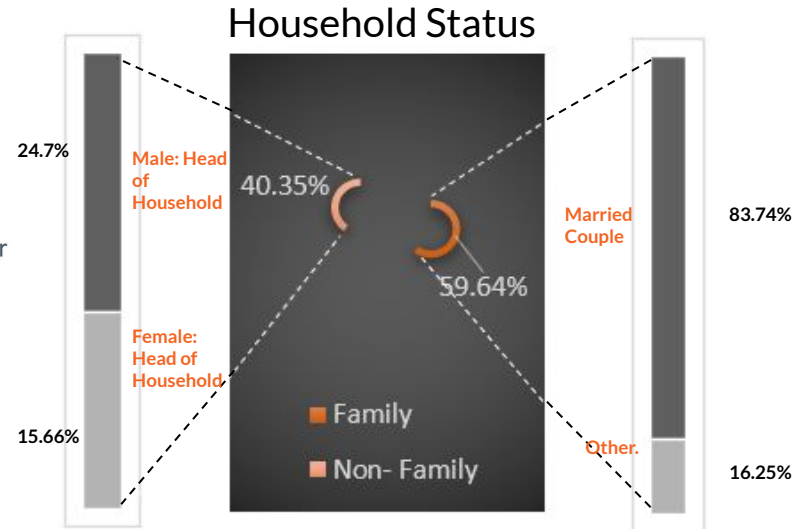 Household Status
24.7%
Male: Head
of
Household
40.35%
r
Married
Couple
83.74%
59.64%
Female:
Head of
Household
Family
15.66%
Other.
Non- Family
16.25%